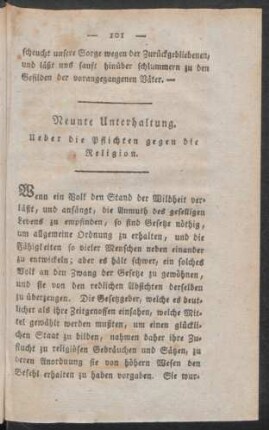 — 101 —
scheucht unsere Sorge wegen der Zurückgebliebenen,
und läßt uns sanft hinüber schlummern zu den
Gefilden der vorangegangenen Väter. —
Neunte Unterhaltung.
Ueber die Pflichten gegen die
Religion.
Wenn ein Volk den Stand der Wildheit ver-
läßt, und anfängt, die Anmuth des geselligen
Lebens zu empfinden, so sind Gesetze nöthig,
um allgemeine Ordnung zu erhalten, und die
Fähigkeiten so vieler Menschen neben einander
zu entwickeln; aber es hält schwer, ein solches
Volk an den Zwang der Gesetze zu gewöhnen,
und sie von den redlichen Absichten derselben
zu überzeugen. Die Gesetzgeber, welche es deut-
licher als ihre Zeitgenossen einsahen, welche Mit-
tel gewählt werden mußten, um einen glückli-
chen Staat zu bilden, nahmen daher ihre Zu-
flucht zu religiösen Gebräuchen und Sätzen, zu
deren Anordnung sie von höhern Wesen den
Befehl erhalten zu haben vorgaben. Sie wur-